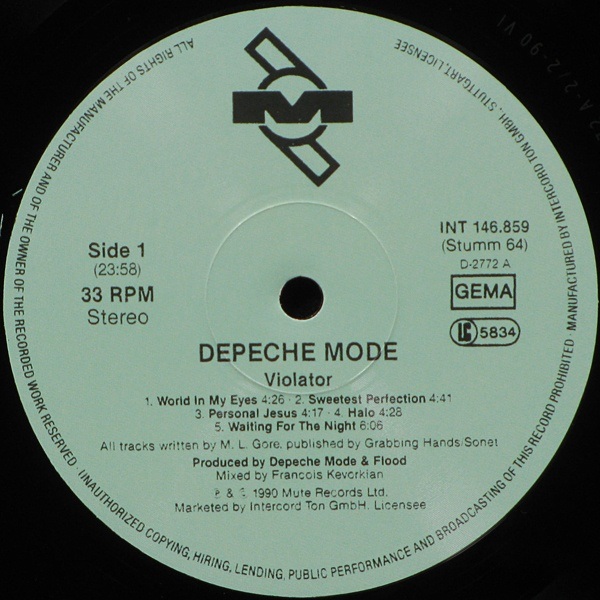 ALL RIGHTS OF THE MANUFACTURER AND OF THE OWNER OF THE RECORDED WORK RESERVED · UNAUTHORIZED COPYING, HIRING, LENDING, PUBLIC PERFORMANCE AND BROADCASTING OF THIS RECORD PROHIBITED · MANUFACTURED BY INTERCORD TON GMBH., STUTTGART, LICENSEE
M
Side 1
(23:58)
33 RPM
Stereo
INT 146.859
(Stumm 64)
D-2772 A
GEMA
LC 5834
DEPECHE MODE
Violator
1. World In My Eyes 4:26 · 2. Sweetest Perfection 4:41
3. Personal Jesus 4:17 · 4. Halo 4:28
5. Waiting For The Night 6:06
All tracks written by M. L. Gore, published by Grabbing Hands/Sonet
Produced by Depeche Mode & Flood
Mixed by Francois Kevorkian
℗ & © 1990 Mute Records Ltd.
Marketed by Intercord Ton GmbH. Licensee